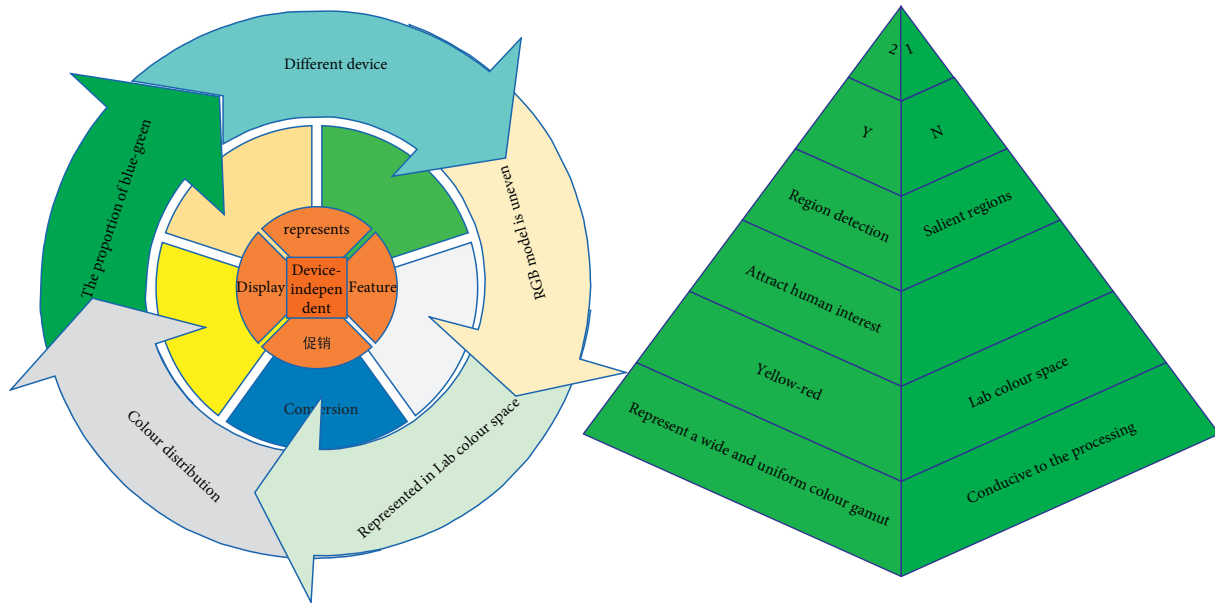 Different device
The proportion of blue-green
RGB model is uneven
represents
Display
Device-
indepen
dent
Feature
促销
Conversion
Colour distribution
Represented in Lab colour space
2
1
Y
N
Region detection
Salient regions
Attract human interest
Yellow-red
Lab colour space
Represent a wide and uniform colour gamut
Conducive to the processing